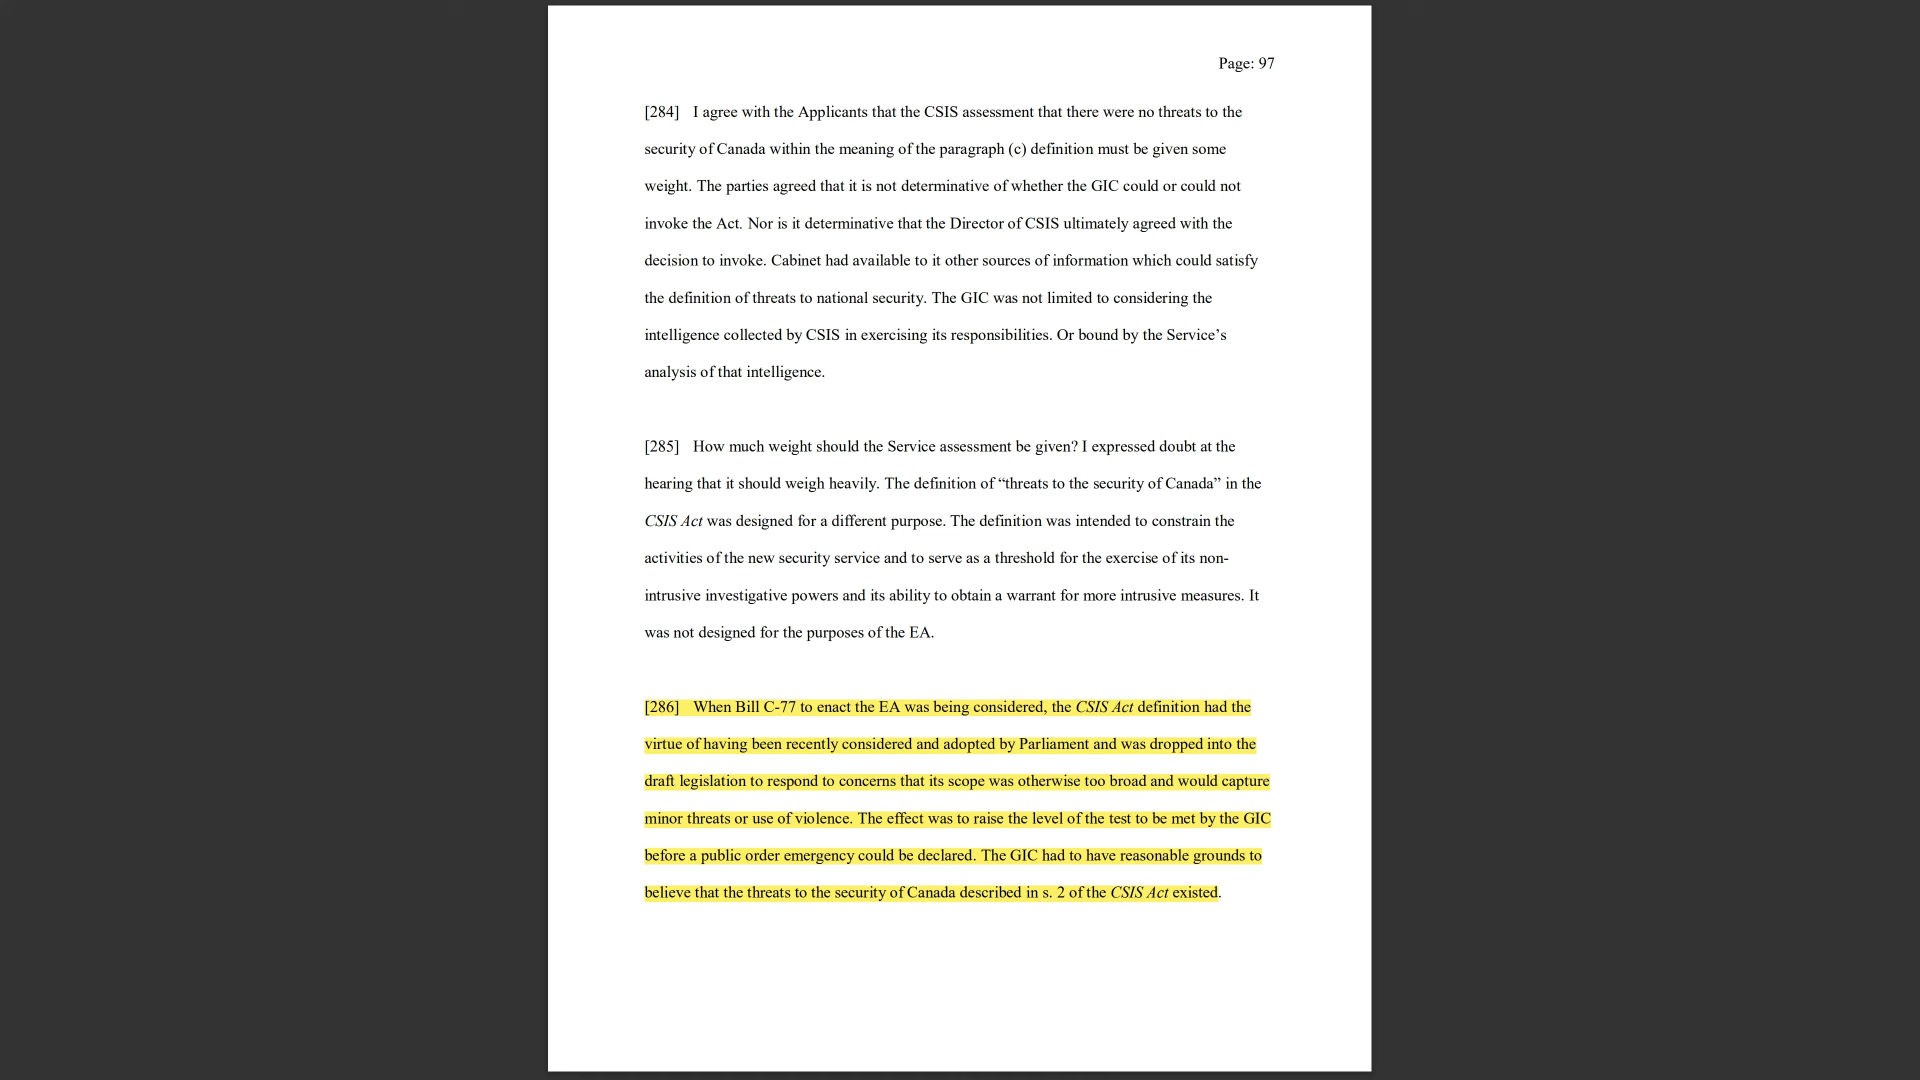 Page: 97
[284] I agree with the Applicants that the CSIS assessment that there were no threats to the
security of Canada within the meaning of the paragraph (c) definition must be given some
weight. The parties agreed that it is not determinative of whether the GIC could or could not
invoke the Act. Nor is it determinative that the Director of CSIS ultimately agreed with the
decision to invoke. Cabinet had available to it other sources of information which could satisfy
the definition of threats to national security. The GIC was not limited to considering the
intelligence collected by CSIS in exercising its responsibilities. Or bound by the Service’s
analysis of that intelligence.
[285] How much weight should the Service assessment be given? I expressed doubt at the
hearing that it should weigh heavily. The definition of “threats to the security of Canada” in the
CSIS Act was designed for a different purpose. The definition was intended to constrain the
activities of the new security service and to serve as a threshold for the exercise of its non-
intrusive investigative powers and its ability to obtain a warrant for more intrusive measures. It
was not designed for the purposes of the EA.
[286] When Bill C-77 to enact the EA was being considered, the CSIS Act definition had the
virtue of having been recently considered and adopted by Parliament and was dropped into the
draft legislation to respond to concerns that its scope was otherwise too broad and would capture
minor threats or use of violence. The effect was to raise the level of the test to be met by the GIC
before a public order emergency could be declared. The GIC had to have reasonable grounds to
believe that the threats to the security of Canada described in s. 2 of the CSIS Act existed.